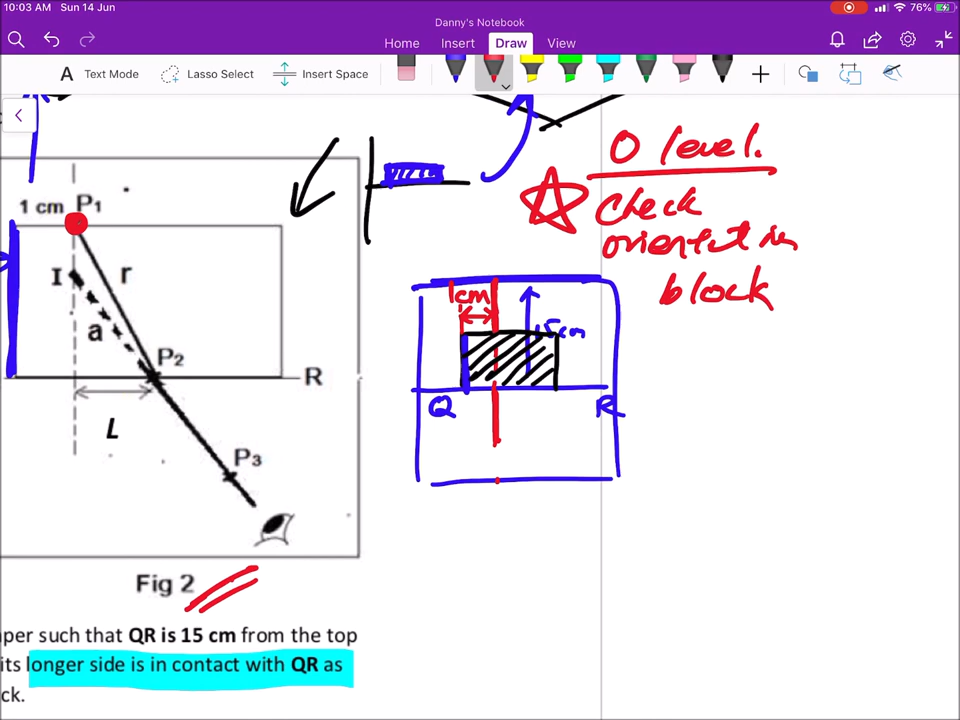 10:03 AM Sun 14 Jun
76%
Danny's Notebook
Home Insert Draw View
A Text Mode Lasso Select Insert Space
O level.
check
orientation
block
1 cm P1
I r
a
P2
R
L
P3
1cm
15cm
Q R
Fig 2
aper such that QR is 15 cm from the top
its longer side is in contact with QR as
ck.